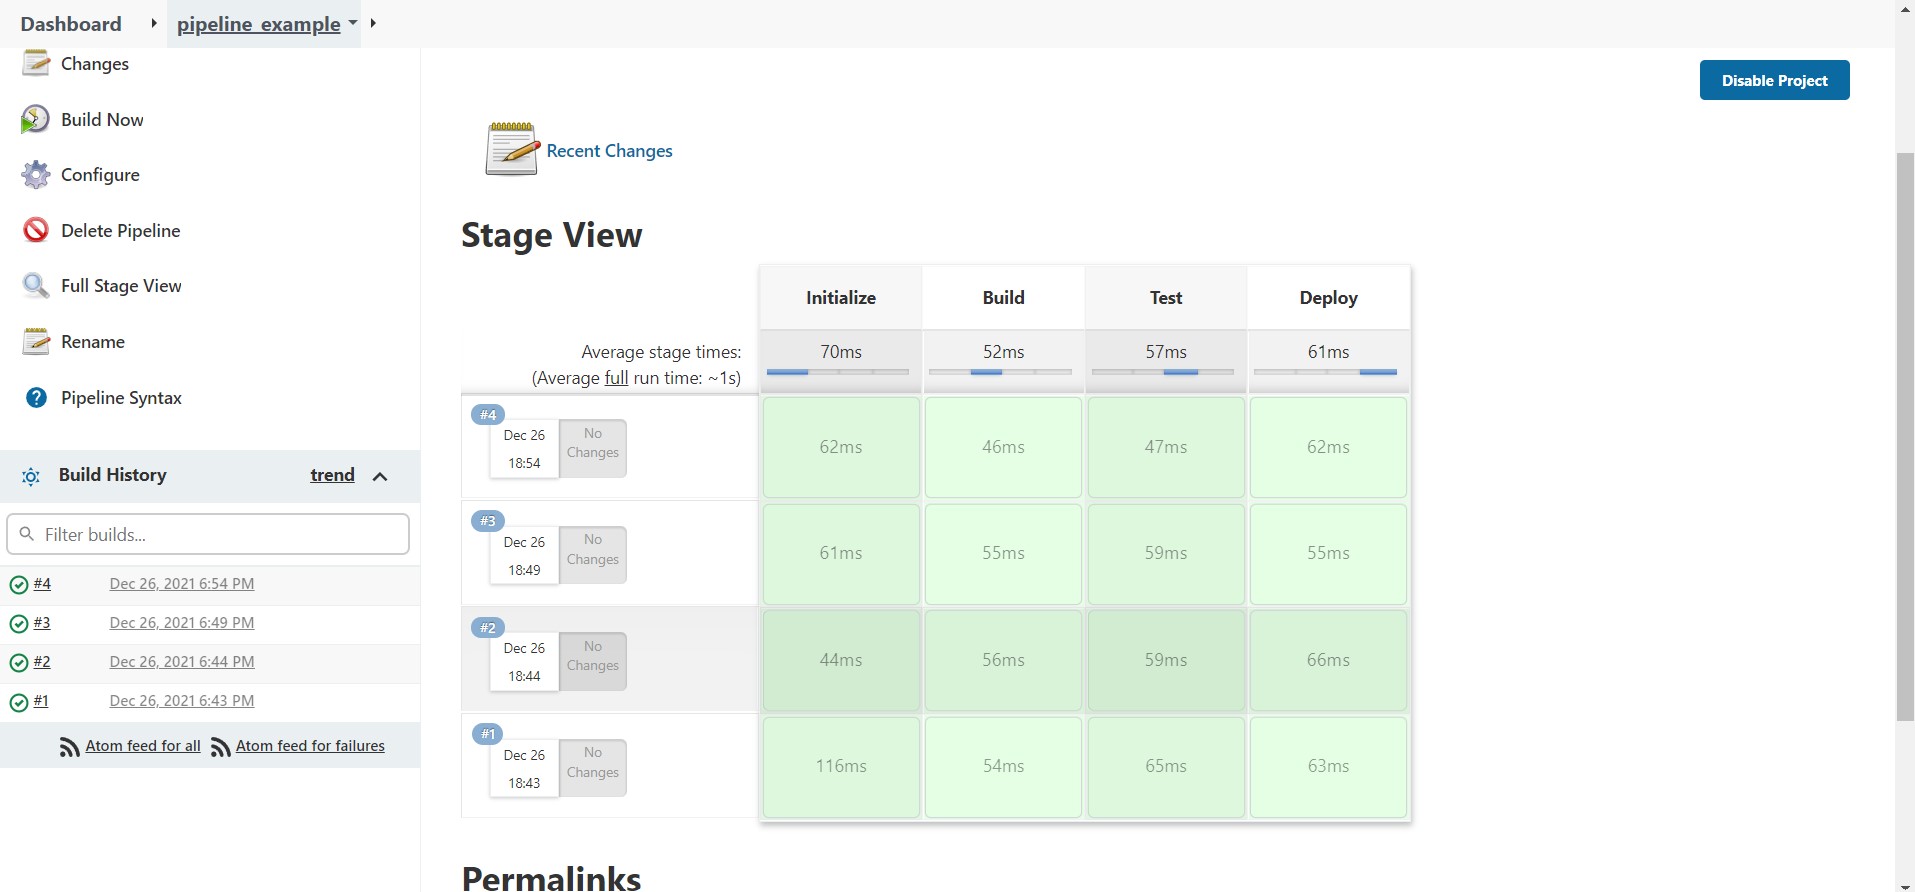 Dashboard
pipeline_example
Changes
Build Now
Configure
Delete Pipeline
Full Stage View
Rename
Pipeline Syntax
Build History
trend
Filter builds...
#4 Dec 26, 2021 6:54 PM
#3 Dec 26, 2021 6:49 PM
#2 Dec 26, 2021 6:44 PM
#1 Dec 26, 2021 6:43 PM
Atom feed for all Atom feed for failures
Disable Project
Recent Changes
Stage View
Initialize Build Test Deploy
Average stage times: 70ms 52ms 57ms 61ms
(Average full run time: ~1s)
#4
Dec 26 No
Changes
18:54
62ms 46ms 47ms 62ms
#3
Dec 26 No
Changes
18:49
61ms 55ms 59ms 55ms
#2
Dec 26 No
Changes
18:44
44ms 56ms 59ms 66ms
#1
Dec 26 No
Changes
18:43
116ms 54ms 65ms 63ms
Permalinks